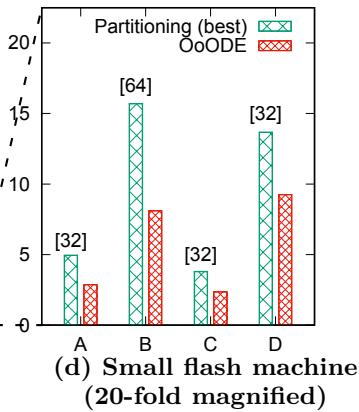 20
Partitioning (best)
OoODE
[64]
15
[32]
10
[32]
[32]
5
0
A B C D
(d) Small flash machine
(20-fold magnified)